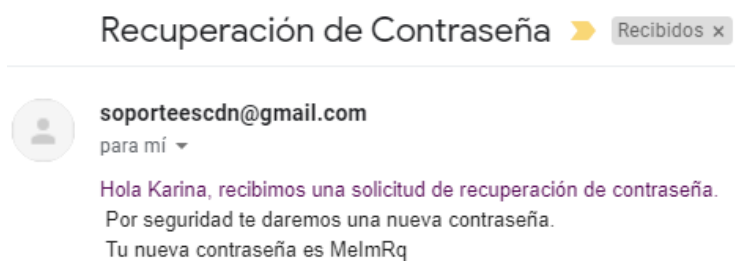 Recuperación de Contraseña
Recibidos x
soporteescdn@gmail.com
para mí
Hola Karina, recibimos una solicitud de recuperación de contraseña.
Por seguridad te daremos una nueva contraseña.
Tu nueva contraseña es MelmRq